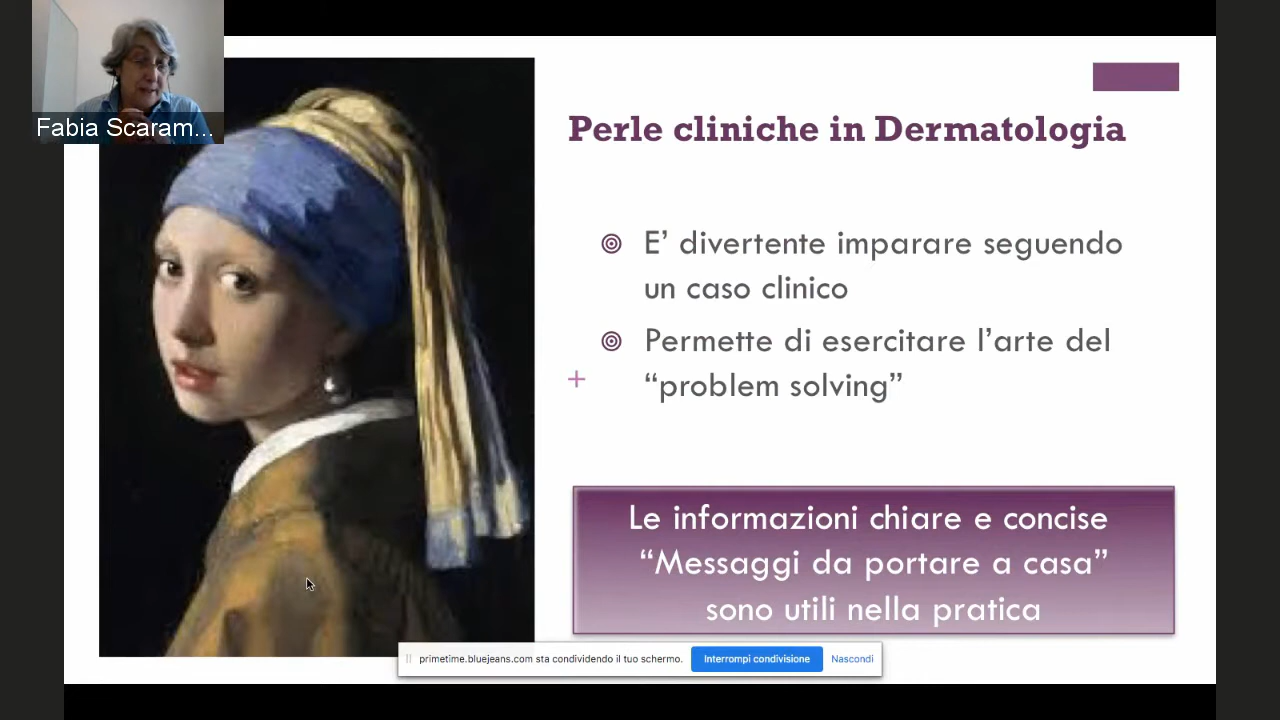 Fabia Scaram...
Perle cliniche in Dermatologia
E’ divertente imparare seguendo
un caso clinico
Permette di esercitare l’arte del
“problem solving”
+
Le informazioni chiare e concise
“Messaggi da portare a casa”
sono utili nella pratica
primetime.bluejeans.com sta condividendo il tuo schermo. Interrompi condivisione Nascondi